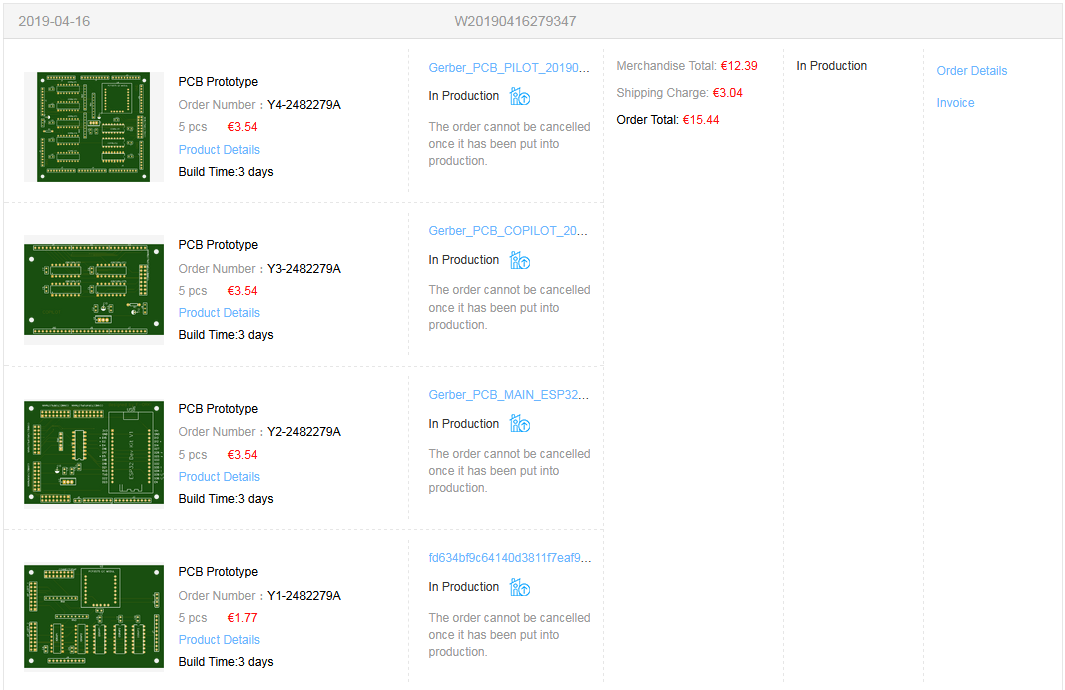 2019-04-16
W20190416279347
PCB Prototype
Order Number : Y4-2482279A
5 pcs €3.54
Product Details
Build Time:3 days
Gerber_PCB_PILOT_20190...
In Production
The order cannot be cancelled
once it has been put into
production.
Merchandise Total: €12.39
Shipping Charge: €3.04
Order Total: €15.44
In Production
Order Details
Invoice
PCB Prototype
Order Number : Y3-2482279A
5 pcs €3.54
Product Details
Build Time:3 days
Gerber_PCB_COPILOT_20...
In Production
The order cannot be cancelled
once it has been put into
production.
ESP32 Dev Kit V1
PCB Prototype
Order Number : Y2-2482279A
5 pcs €3.54
Product Details
Build Time:3 days
Gerber_PCB_MAIN_ESP32...
In Production
The order cannot be cancelled
once it has been put into
production.
PCB Prototype
Order Number : Y1-2482279A
5 pcs €1.77
Product Details
Build Time:3 days
fd634bf9c64140d3811f7eaf9...
In Production
The order cannot be cancelled
once it has been put into
production.